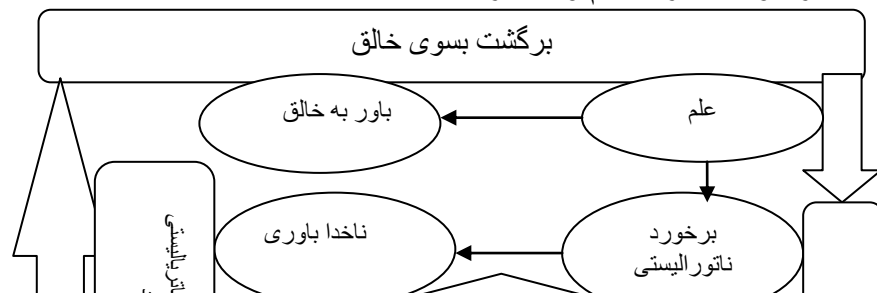 برگشت بسوی خالق
علم
باور به خالق
برخورد
ناتورالیستی
ناخدا باوری